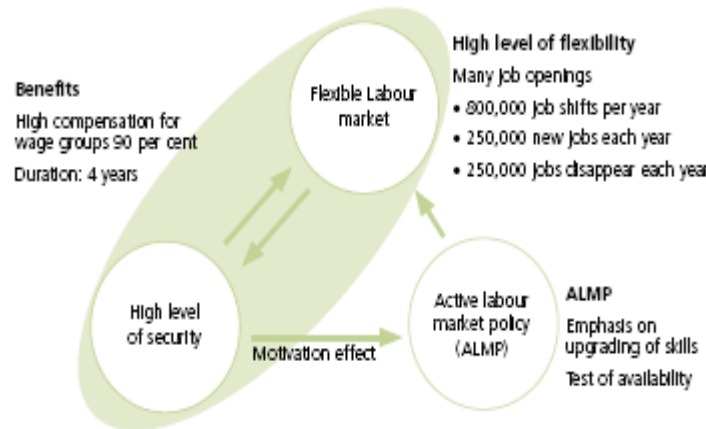 High level of flexibility
Many job openings
• 800,000 job shifts per year
• 250,000 new jobs each year
• 250,000 jobs disappear each year
Flexible Labour
market
Benefits
High compensation for
wage groups 90 per cent
Duration: 4 years
High level
of security
Motivation effect
Active labour
market policy
(ALMP)
ALMP
Emphasis on
upgrading of skills
Test of availability